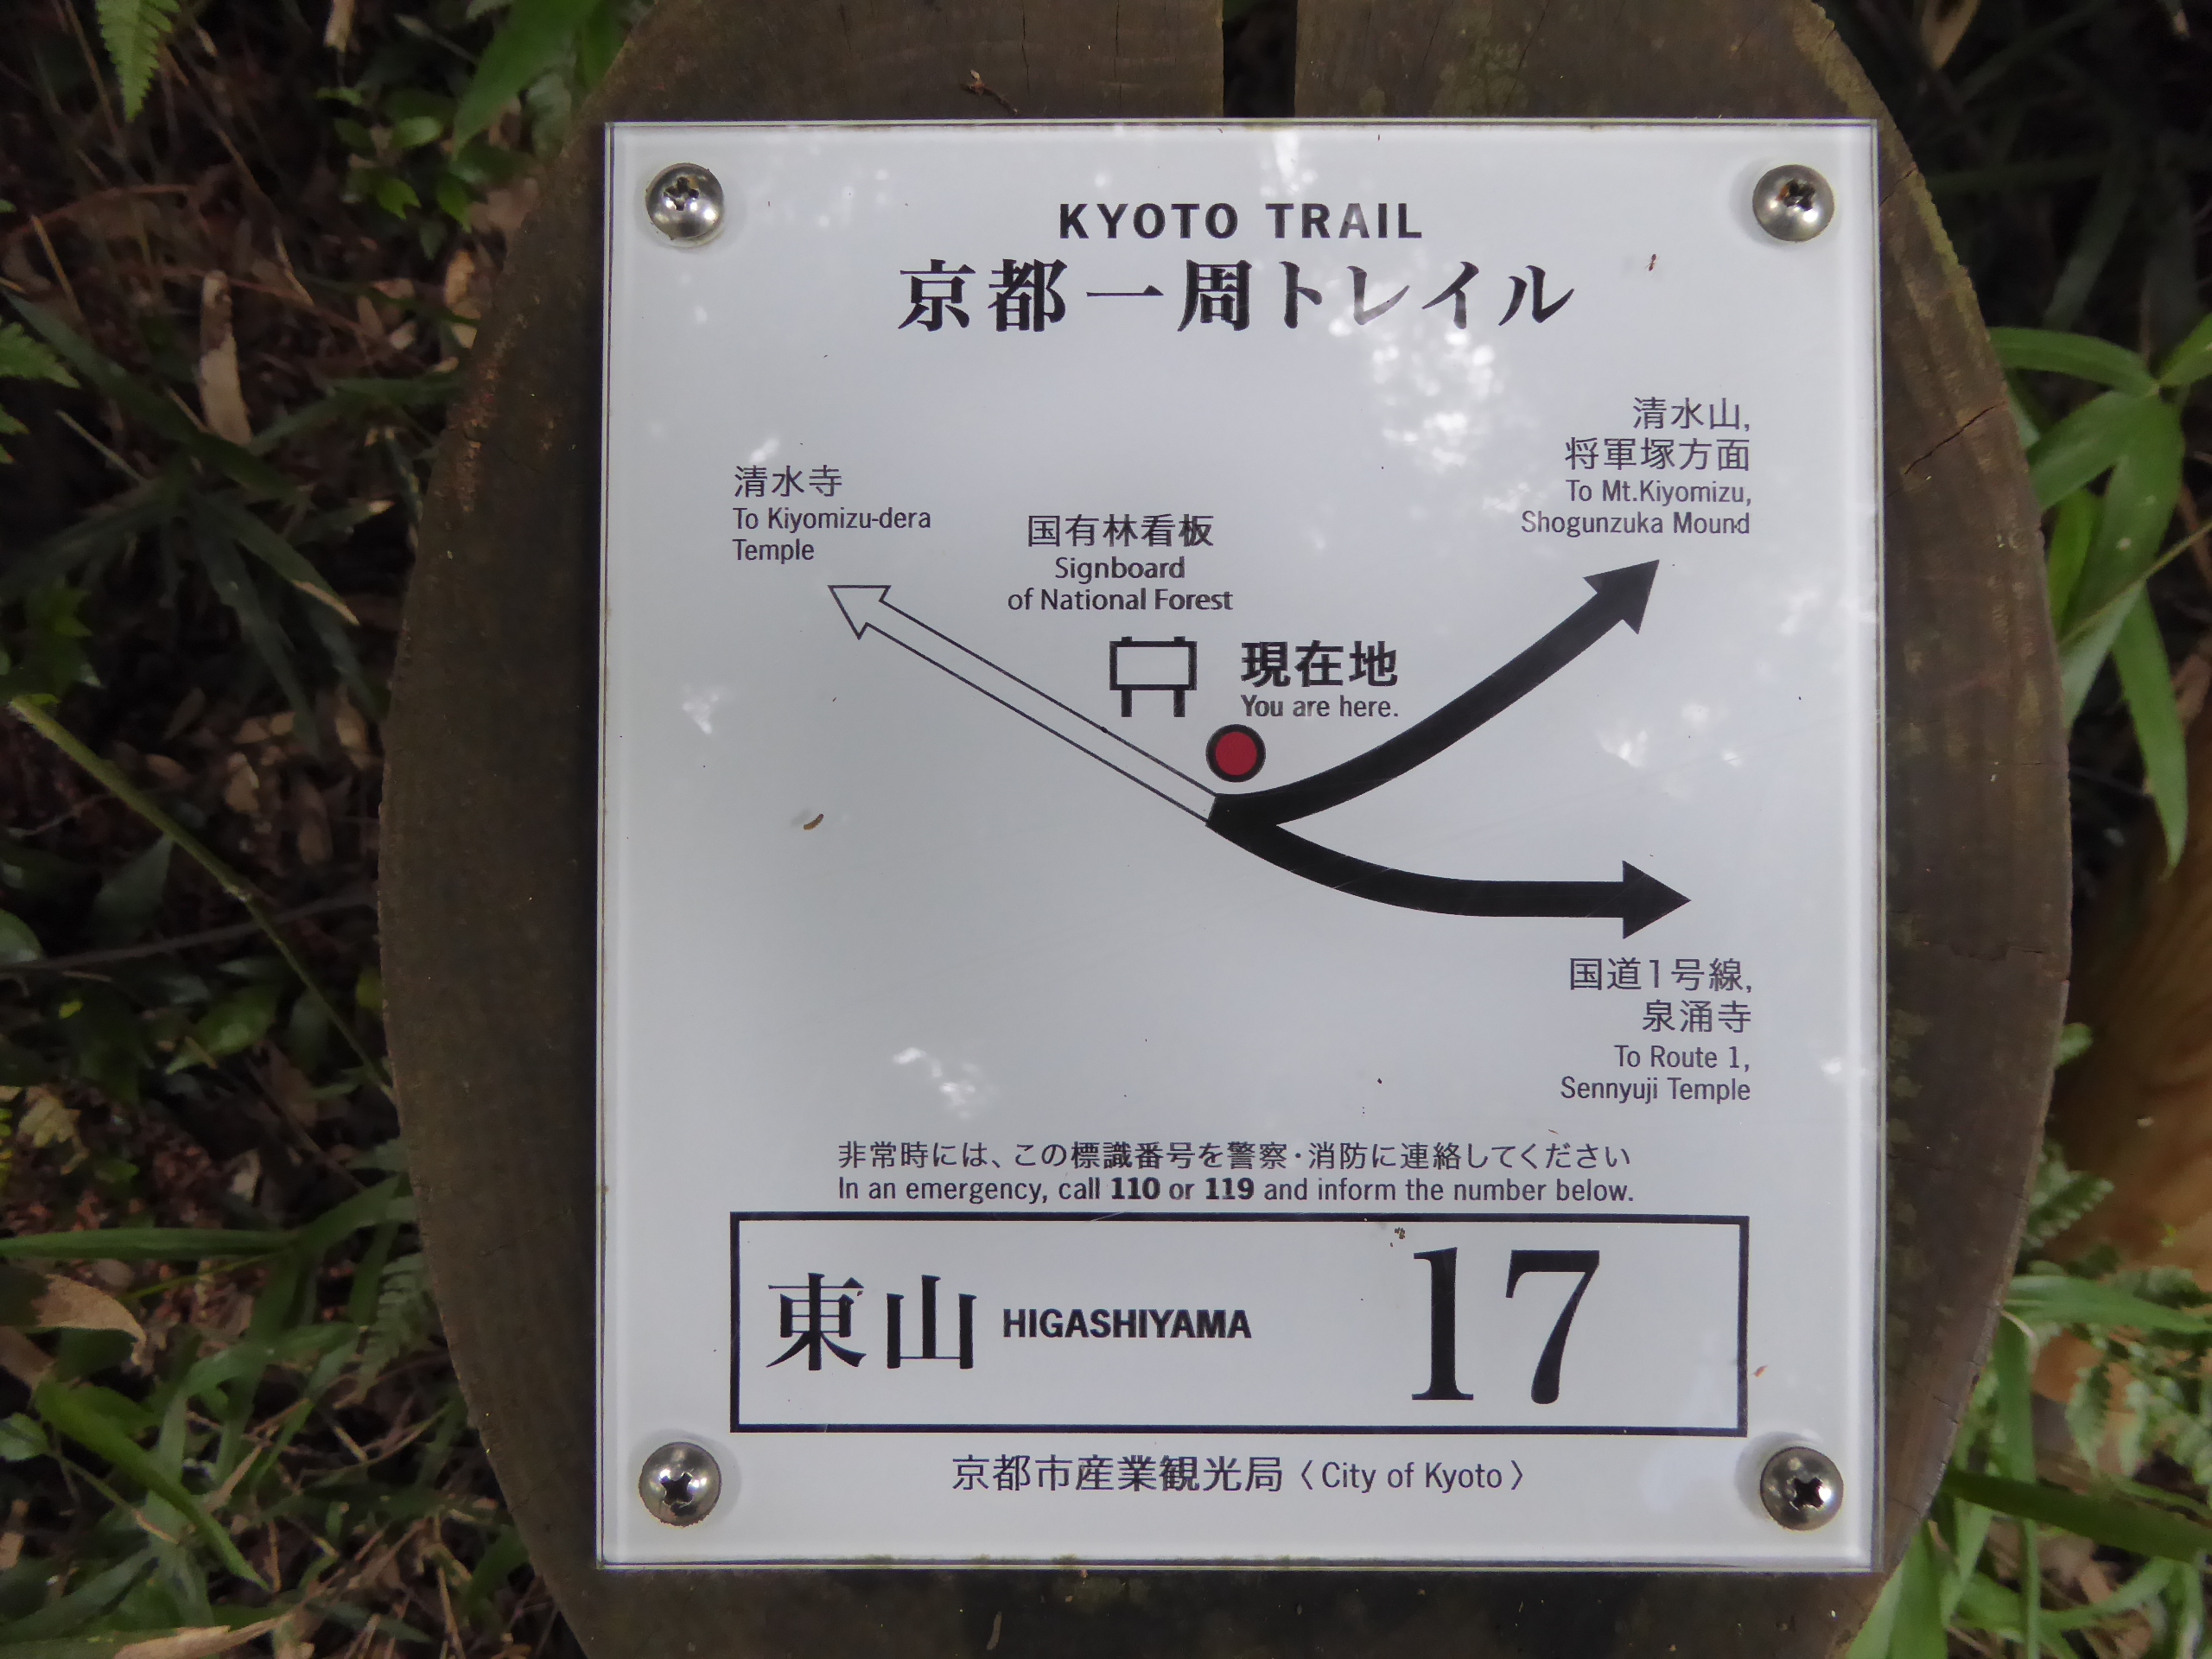 KYOTO TRAIL
京都一周トレイル
清水山,
将軍塚方面
To Mt.Kiyomizu,
Shogunzuka Mound
清水寺
To Kiyomizu-dera
Temple
国有林看板
Signboard
of National Forest
現在地
You are here.
国道1号線,
泉涌寺
To Route 1,
Sennyuji Temple
非常時には、この標識番号を警察・消防に連絡してください
In an emergency, call 110 or 119 and inform the number below.
東山 HIGASHIYAMA 17
京都市産業観光局〈City of Kyoto〉